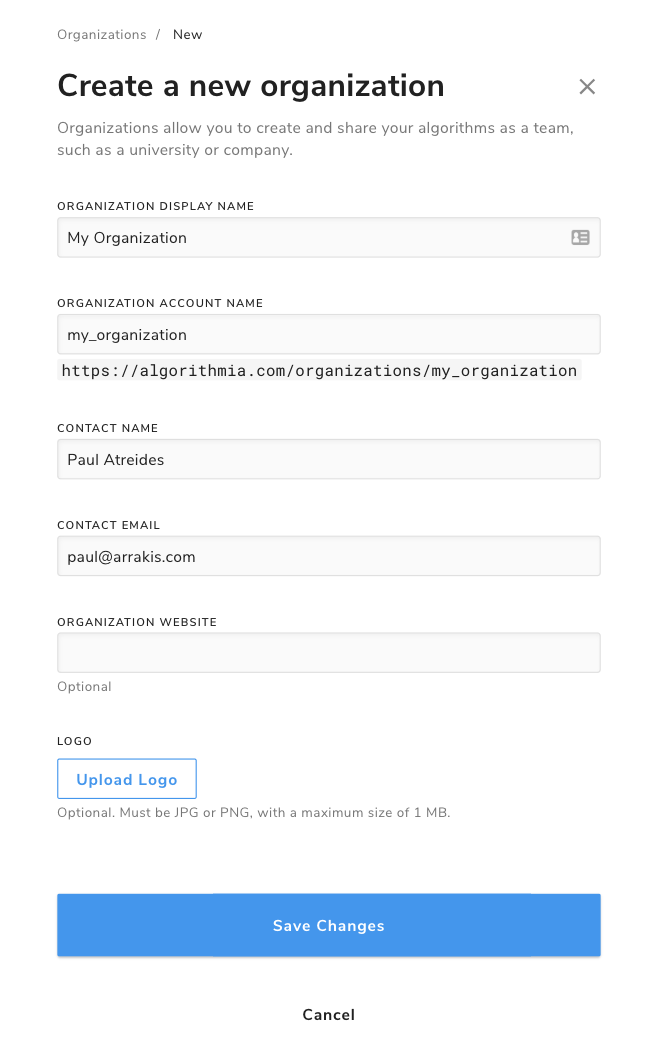 Organizations / New
Create a new organization
Organizations allow you to create and share your algorithms as a team,
such as a university or company.
ORGANIZATION DISPLAY NAME
My Organization
ORGANIZATION ACCOUNT NAME
my_organization
https://algorithmia.com/organizations/my_organization
CONTACT NAME
Paul Atreides
CONTACT EMAIL
paul@arrakis.com
ORGANIZATION WEBSITE
Optional
LOGO
Upload Logo
Optional. Must be JPG or PNG, with a maximum size of 1 MB.
Save Changes
Cancel